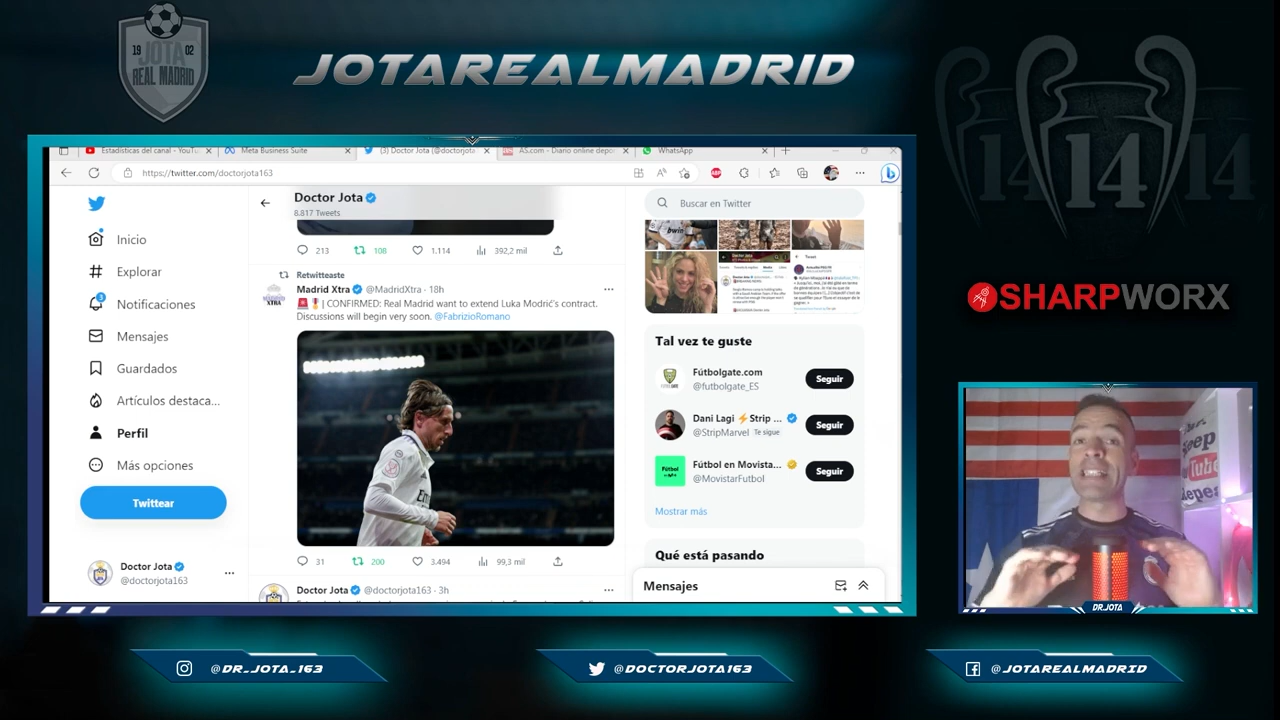 19 JOTA 02
REAL MADRID
JOTAREALMADRID
14 14 14
Estadísticas del canal - YouTu
Meta Business Suite
(3) Doctor Jota (@doctorjota
AS.com - Diario online depo
WhatsApp
https://twitter.com/doctorjota163
Doctor Jota
8.817 Tweets
Buscar en Twitter
Inicio
Explorar
Mensajes
Guardados
Artículos destaca...
Perfil
Más opciones
Twittear
Doctor Jota
@doctorjota163
213 108 1.114 392,2 mil
Retwitteaste
Madrid Xtra @MadridXtra · 18h
| CONFIRMED: Real Madrid want to extend Luka Modrić's contract.
Discussions will begin very soon. @FabrizioRomano
31 200 3.494 99,3 mil
Doctor Jota @doctorjota163 · 3h
bwin
Tal vez te guste
Fútbolgate.com
@futbolgate_ES
Seguir
Dani Lagi ⚡Strip ...
@StripMarvel Te sigue
Seguir
Fútbol en Movista...
@MovistarFutbol
Seguir
Mostrar más
Qué está pasando
Mensajes
SHARPWORX
Keep
Tube
DR.JOTA
@DR_JOTA_163
@DOCTORJOTA163
@JOTAREALMADRID